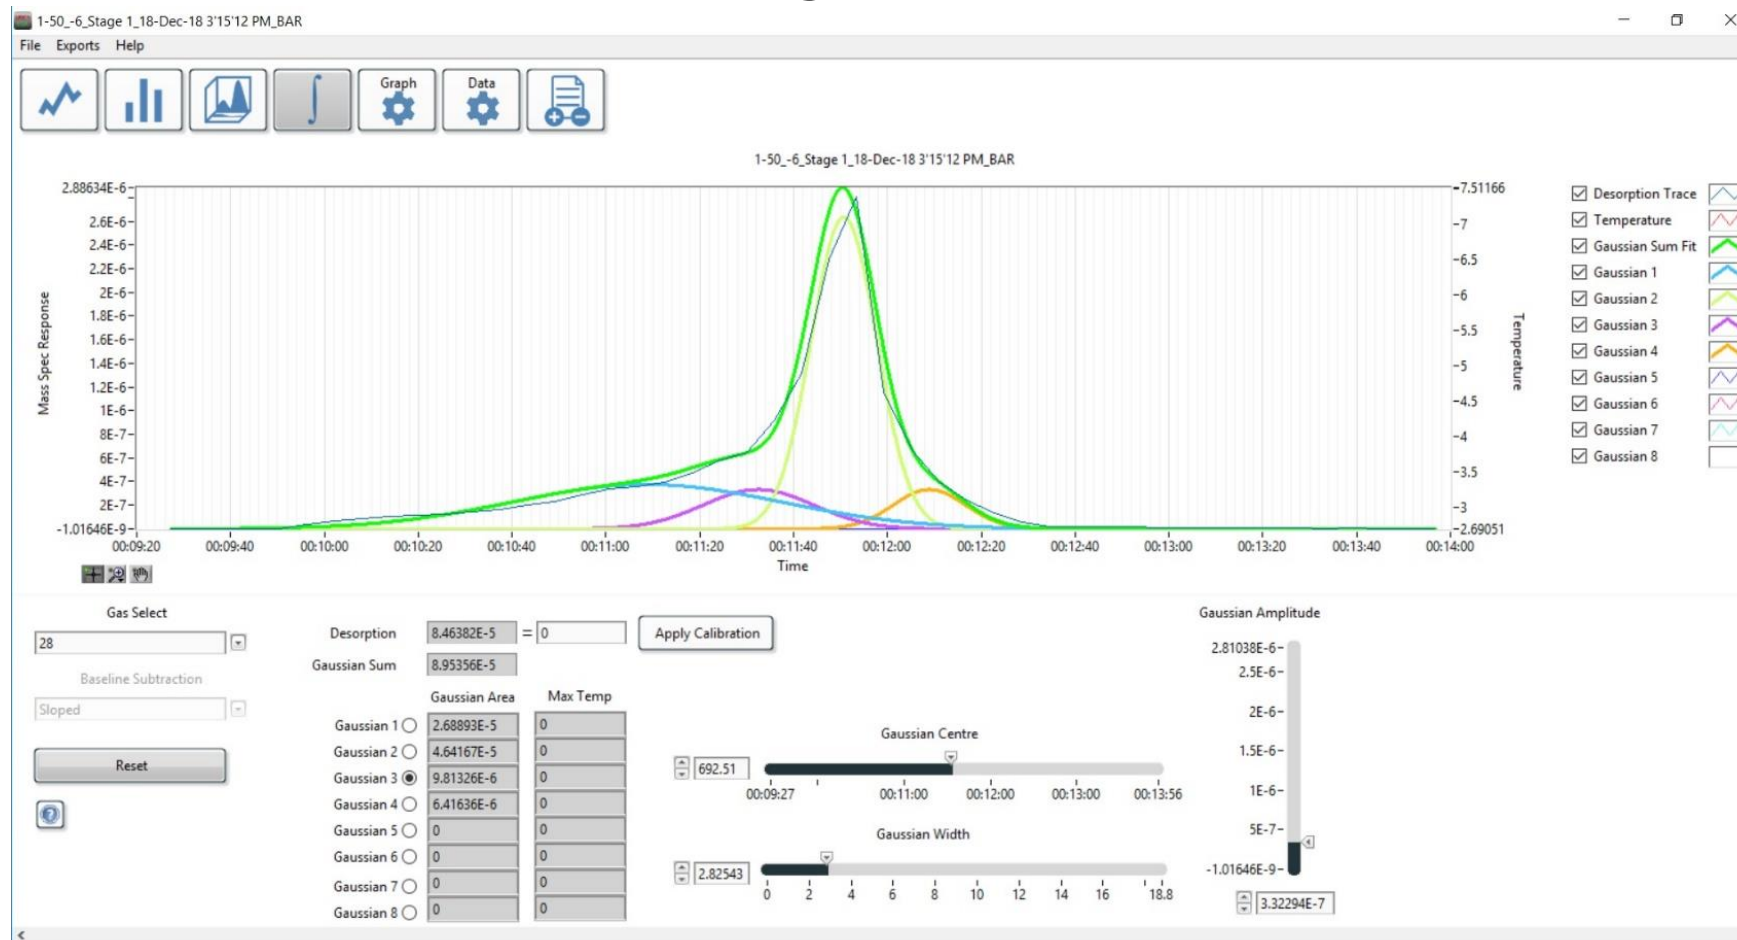 1-50_-6_Stage 1_18-Dec-18 3'15'12 PM_BAR
File Exports Help
Graph
Data
1-50_-6_Stage 1_18-Dec-18 3'15'12 PM_BAR
Mass Spec Response
2.88634E-6
2.6E-6
2.4E-6
2.2E-6
2E-6
1.8E-6
1.6E-6
1.4E-6
1.2E-6
1E-6
8E-7
6E-7
4E-7
2E-7
-1.01646E-9
7.51166
7
6.5
6
5.5
5
4.5
4
3.5
3
2.69051
Temperature
00:09:20 00:09:40 00:10:00 00:10:20 00:10:40 00:11:00 00:11:20 00:11:40 00:12:00 00:12:20 00:12:40 00:13:00 00:13:20 00:13:40 00:14:00
Time
Desorption Trace
Temperature
Gaussian Sum Fit
Gaussian 1
Gaussian 2
Gaussian 3
Gaussian 4
Gaussian 5
Gaussian 6
Gaussian 7
Gaussian 8
Gas Select
28
Baseline Subtraction
Sloped
Reset
Desorption 8.46382E-5 = 0 Apply Calibration
Gaussian Sum 8.95356E-5
Gaussian Area Max Temp
Gaussian 1 2.68893E-5 0
Gaussian 2 4.64167E-5 0
Gaussian 3 9.81326E-6 0
Gaussian 4 6.41636E-6 0
Gaussian 5 0 0
Gaussian 6 0 0
Gaussian 7 0 0
Gaussian 8 0 0
Gaussian Centre
692.51
00:09:27 00:11:00 00:12:00 00:13:00 00:13:56
Gaussian Width
2.82543
0 2 4 6 8 10 12 14 16 18.8
Gaussian Amplitude
2.81038E-6
2.5E-6
2E-6
1.5E-6
1E-6
5E-7
-1.01646E-9
3.32294E-7